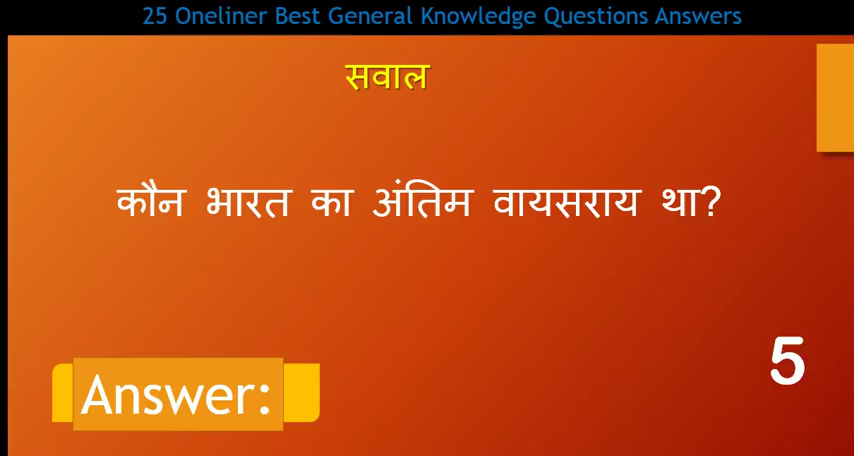 25 Oneliner Best General Knowledge Questions Answers
सवाल
कौन भारत का अंतिम वायसराय था?
5
Answer: